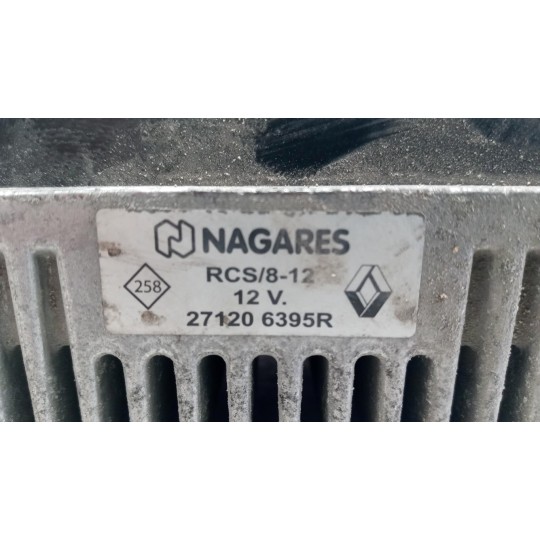 NAGARES
RCS/8-12
258
12 V.
27120 6395R